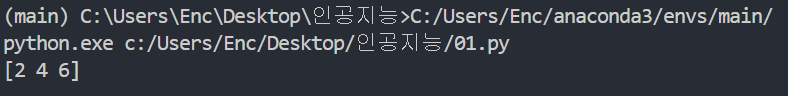 (main) C:\Users\Enc\Desktop\인공지능>C:/Users/Enc/anaconda3/envs/main/
python.exe c:/Users/Enc/Desktop/인공지능/01.py
[2 4 6]